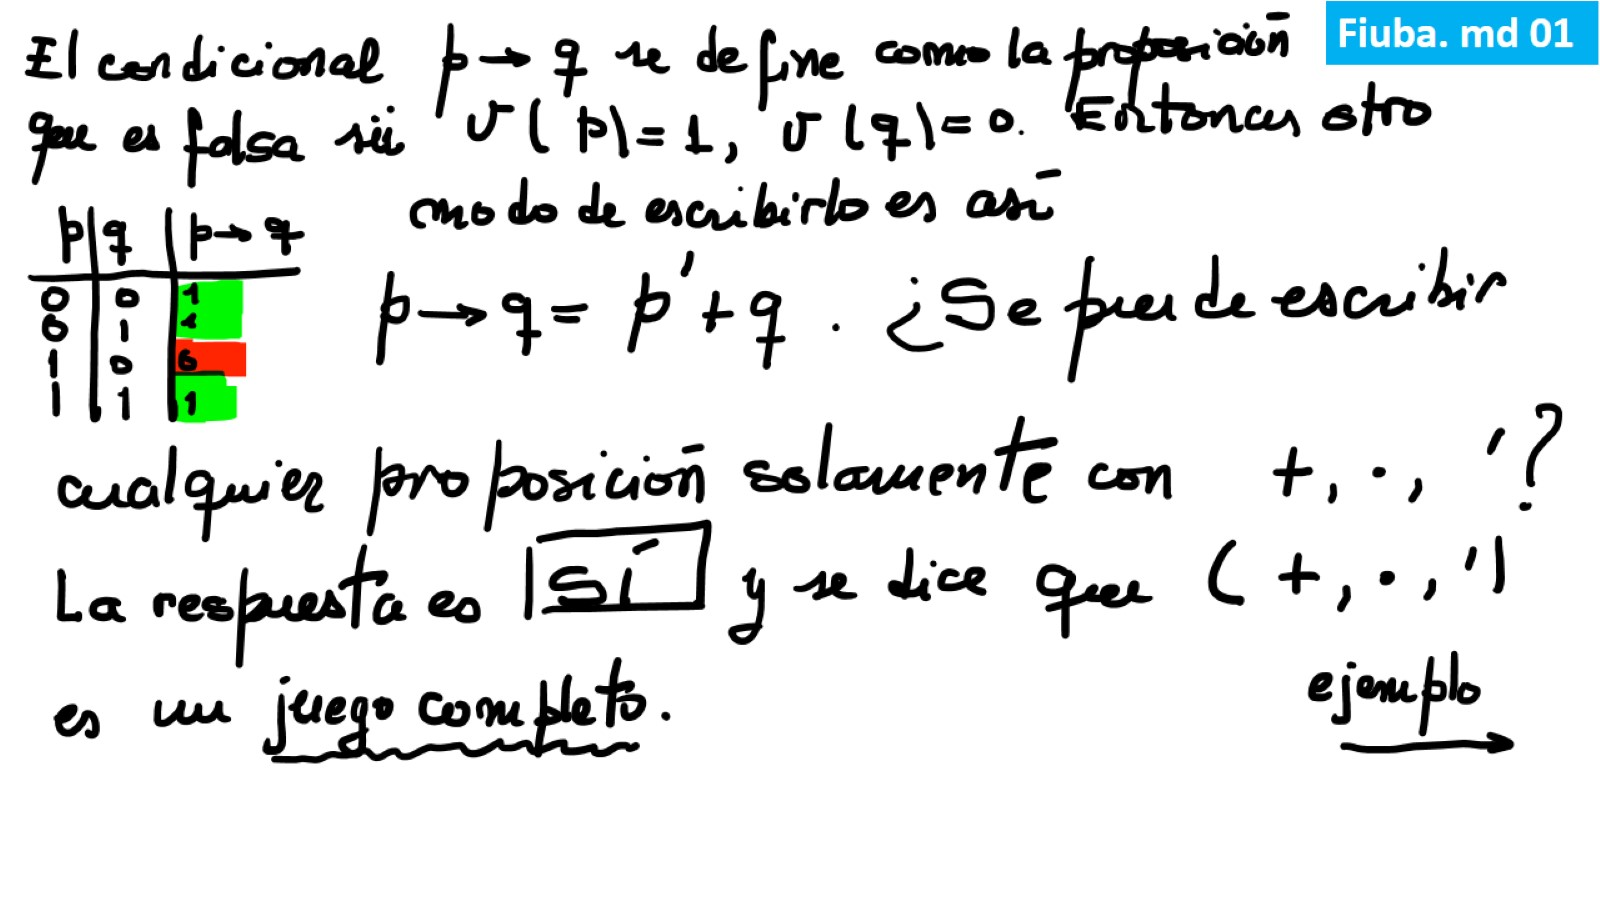 Fiuba. md 01
El condicional p → q se define como la proposición
que es falsa sii v(p) = 1, v(q) = 0. Entonces otro
modo de escribirlo es así
p q p → q
0 0 1
0 1 1
1 0 0
1 1 1
p → q = p' + q. ¿Se puede escribir
cualquier proposición solamente con +, ·, '?
La respuesta es Sí y se dice que (+, ·, ')
es un juego completo.
ejemplo